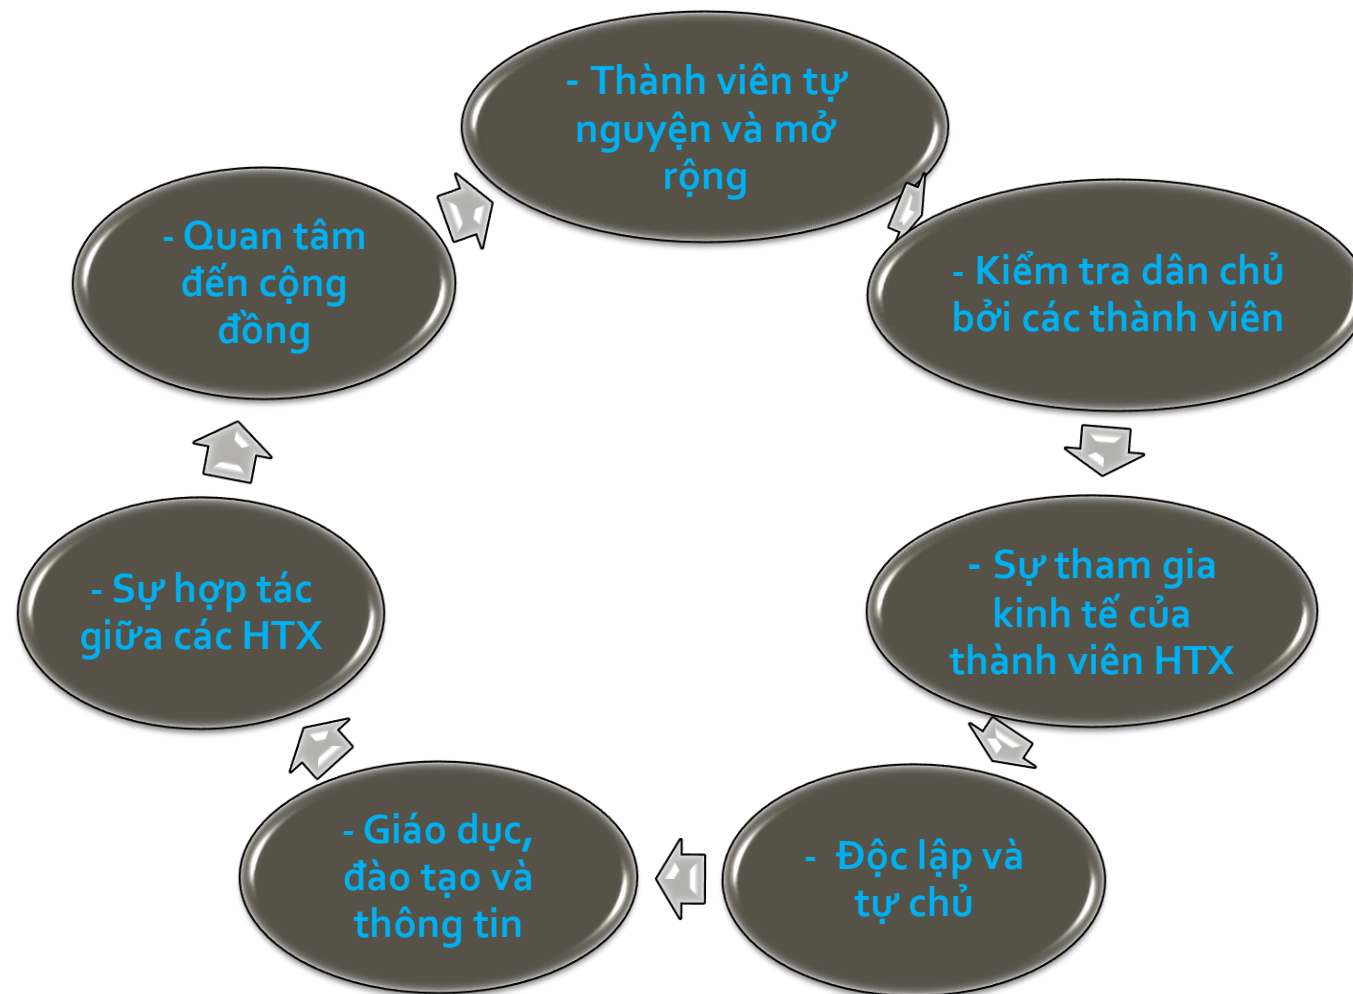 - Thành viên tự
nguyện và mở
rộng
- Kiểm tra dân chủ
bởi các thành viên
- Sự tham gia
kinh tế của
thành viên HTX
- Độc lập và
tự chủ
- Giáo dục,
đào tạo và
thông tin
- Sự hợp tác
giữa các HTX
- Quan tâm
đến cộng
đồng